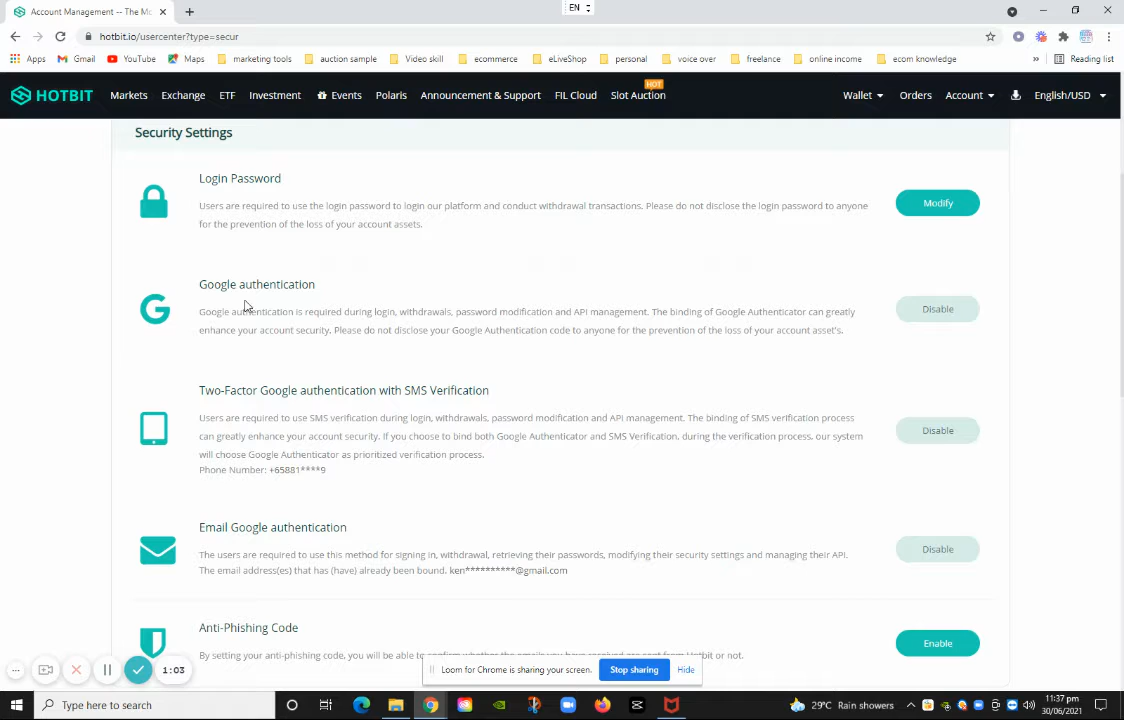 EN
Account Management -- The Mo
hotbit.io/usercenter?type=secur
Apps Gmail YouTube Maps marketing tools auction sample Video skill ecommerce eLiveShop personal voice over freelance online income ecom knowledge » Reading list
HOTBIT Markets Exchange ETF Investment Events Polaris Announcement & Support FIL Cloud Slot Auction HOT Wallet Orders Account English/USD
Security Settings
Login Password
Users are required to use the login password to login our platform and conduct withdrawal transactions. Please do not disclose the login password to anyone
for the prevention of the loss of your account assets.
Modify
Google authentication
Google authentication is required during login, withdrawals, password modification and API management. The binding of Google Authenticator can greatly
enhance your account security. Please do not disclose your Google Authentication code to anyone for the prevention of the loss of your account asset's.
Disable
Two-Factor Google authentication with SMS Verification
Users are required to use SMS verification during login, withdrawals, password modification and API management. The binding of SMS verification process
can greatly enhance your account security. If you choose to bind both Google Authenticator and SMS Verification, during the verification process, our system
will choose Google Authenticator as prioritized verification process.
Phone Number: +65881****9
Disable
Email Google authentication
The users are required to use this method for signing in, withdrawal, retrieving their passwords, modifying their security settings and managing their API.
The email address(es) that has (have) already been bound. ken**********@gmail.com
Disable
Anti-Phishing Code
By setting your anti-phishing code, you will be able to confirm whether the emails you have received are sent from Hotbit or not.
Enable
1:03
Loom for Chrome is sharing your screen. Stop sharing Hide
Type here to search
29°C Rain showers
11:37 pm
30/06/2021